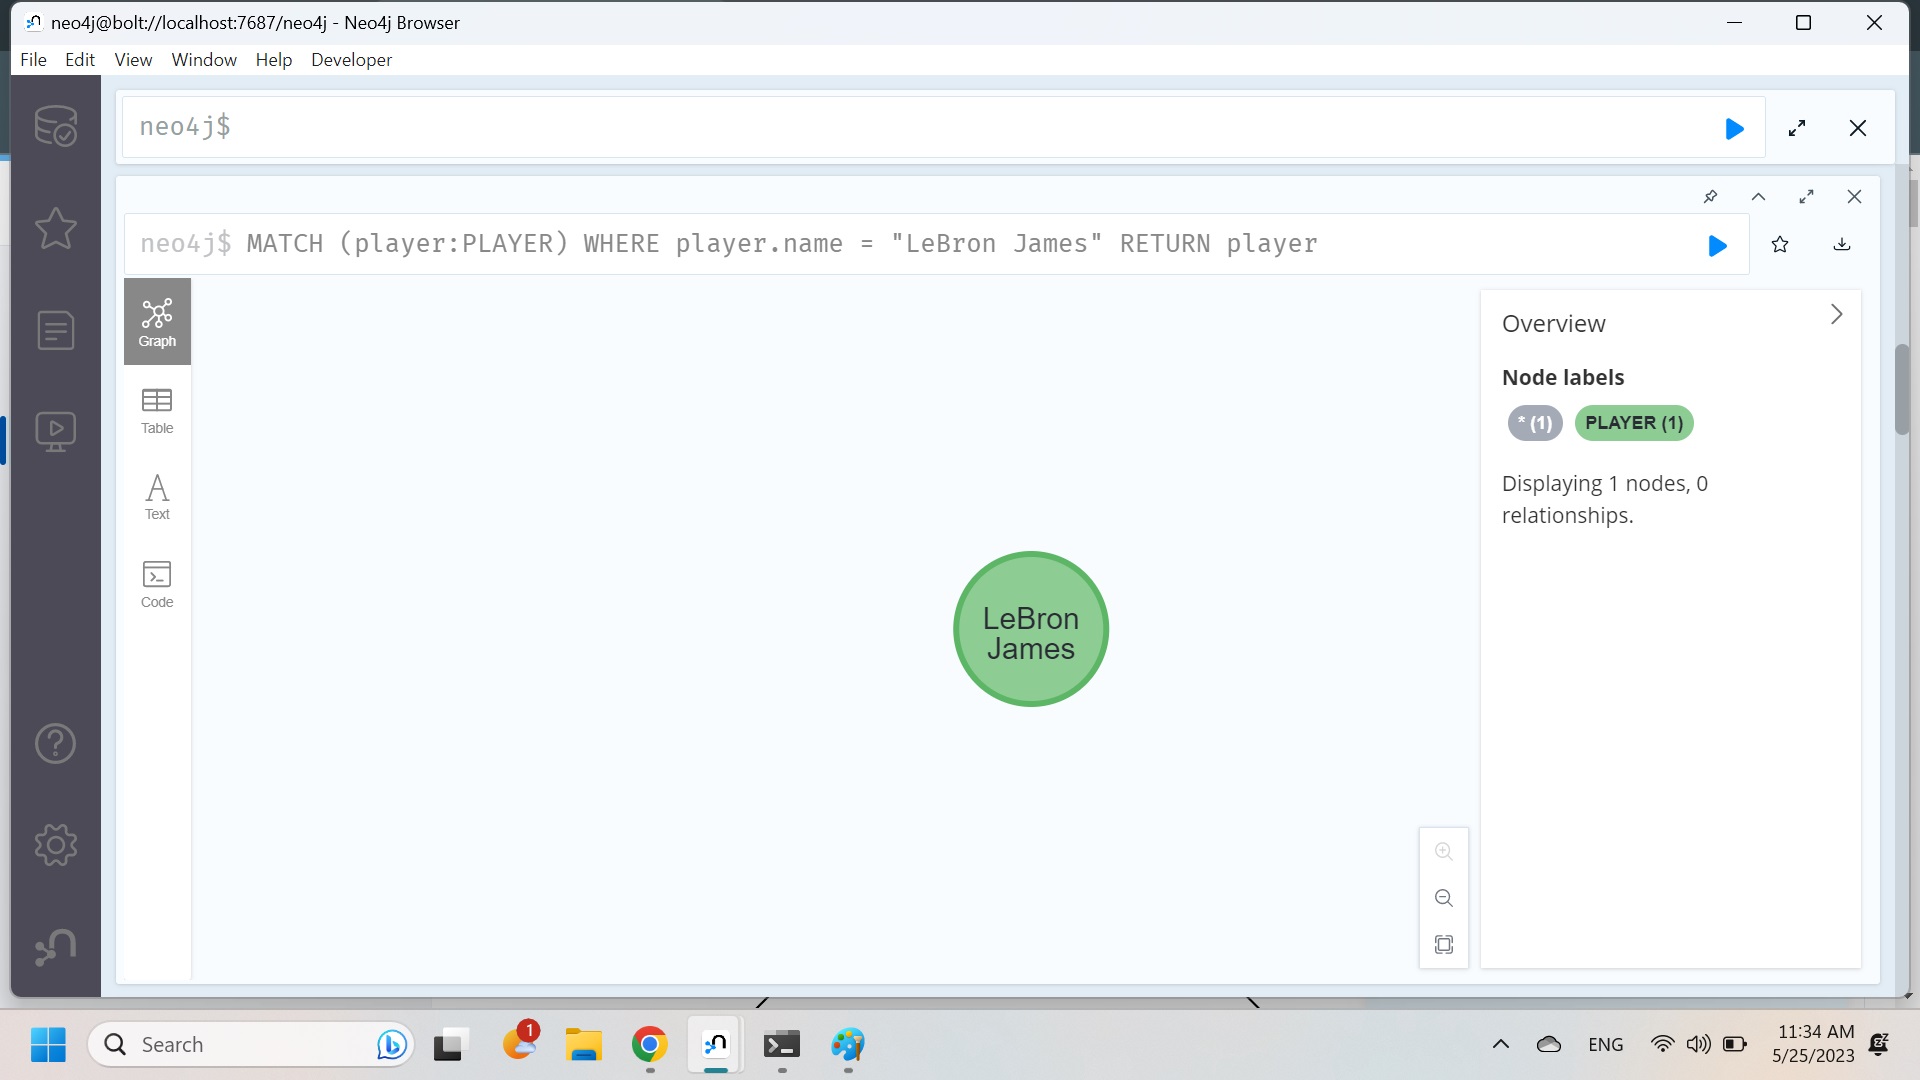 neo4j@bolt://localhost:7687/neo4j - Neo4j Browser
File Edit View Window Help Developer
neo4j$
neo4j$ MATCH (player:PLAYER) WHERE player.name = "LeBron James" RETURN player
Graph
Table
Text
Code
LeBron
James
Overview
Node labels
* (1) PLAYER (1)
Displaying 1 nodes, 0
relationships.
Search
1
ENG
11:34 AM
5/25/2023